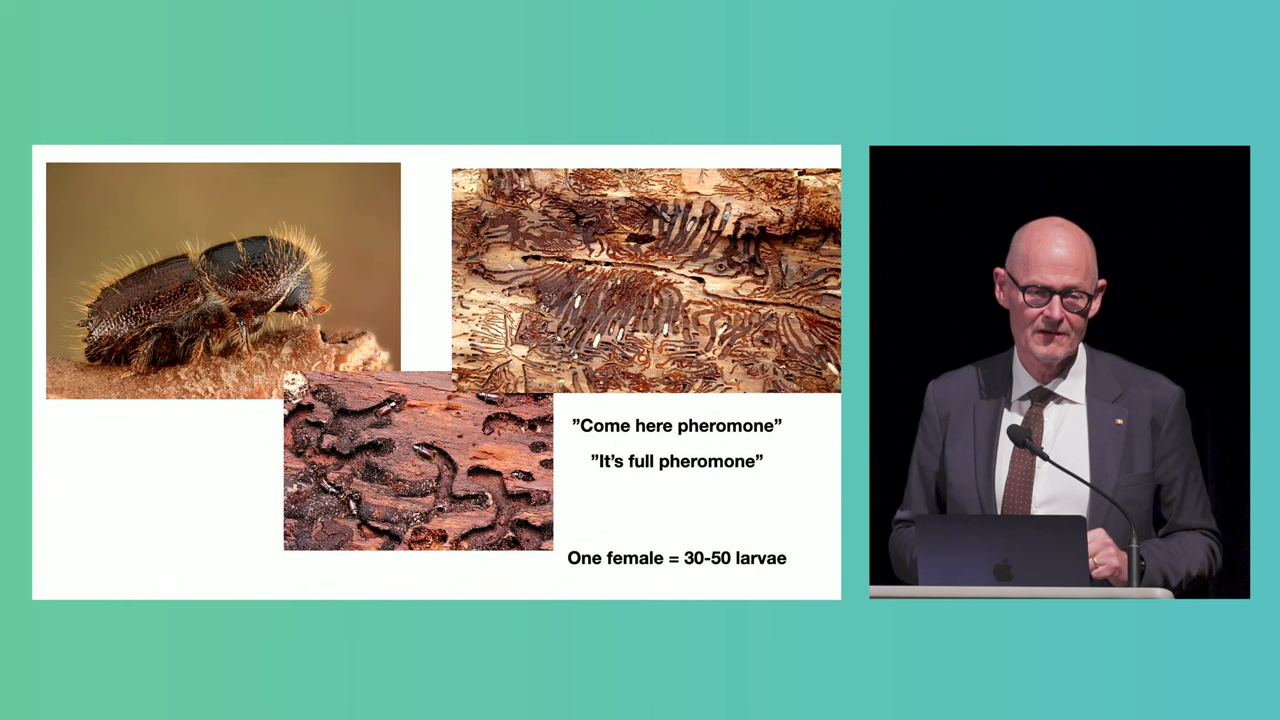 ”Come here pheromone”
”It’s full pheromone”
One female = 30-50 larvae